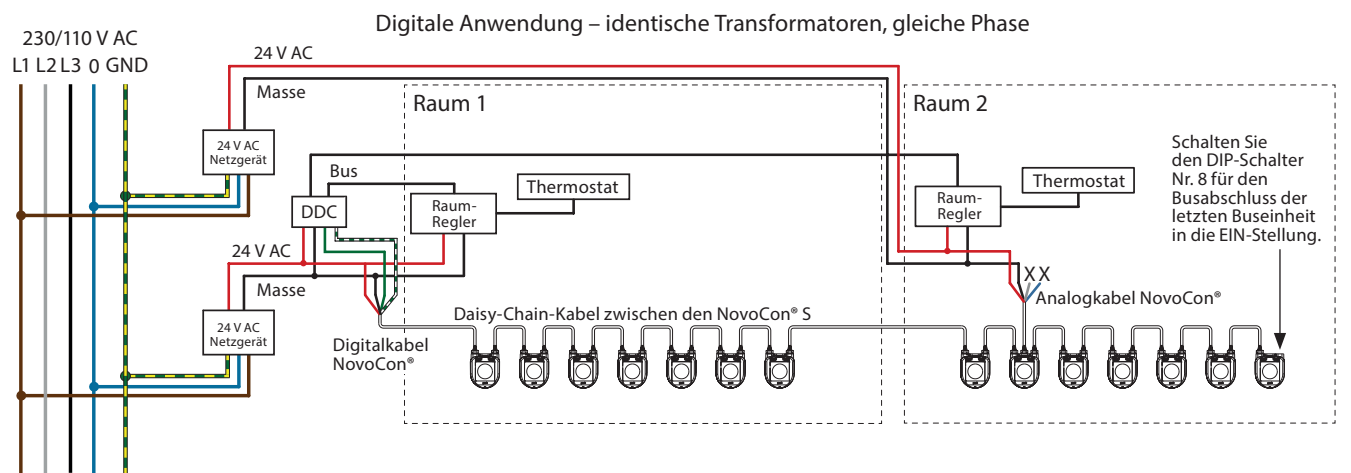 Digitale Anwendung – identische Transformatoren, gleiche Phase
230/110 V AC
L1 L2 L3 0 GND
24 V AC
Masse
24 V AC
Netzgerät
Raum 1
Raum 2
Bus
DDC
Raum-
Regler
Thermostat
Raum-
Regler
Thermostat
Schalten Sie
den DIP-Schalter
Nr. 8 für den
Busabschluss der
letzten Buseinheit
in die EIN-Stellung.
24 V AC
Masse
24 V AC
Netzgerät
Digitalkabel
NovoCon®
Daisy-Chain-Kabel zwischen den NovoCon® S
X X
Analogkabel NovoCon®